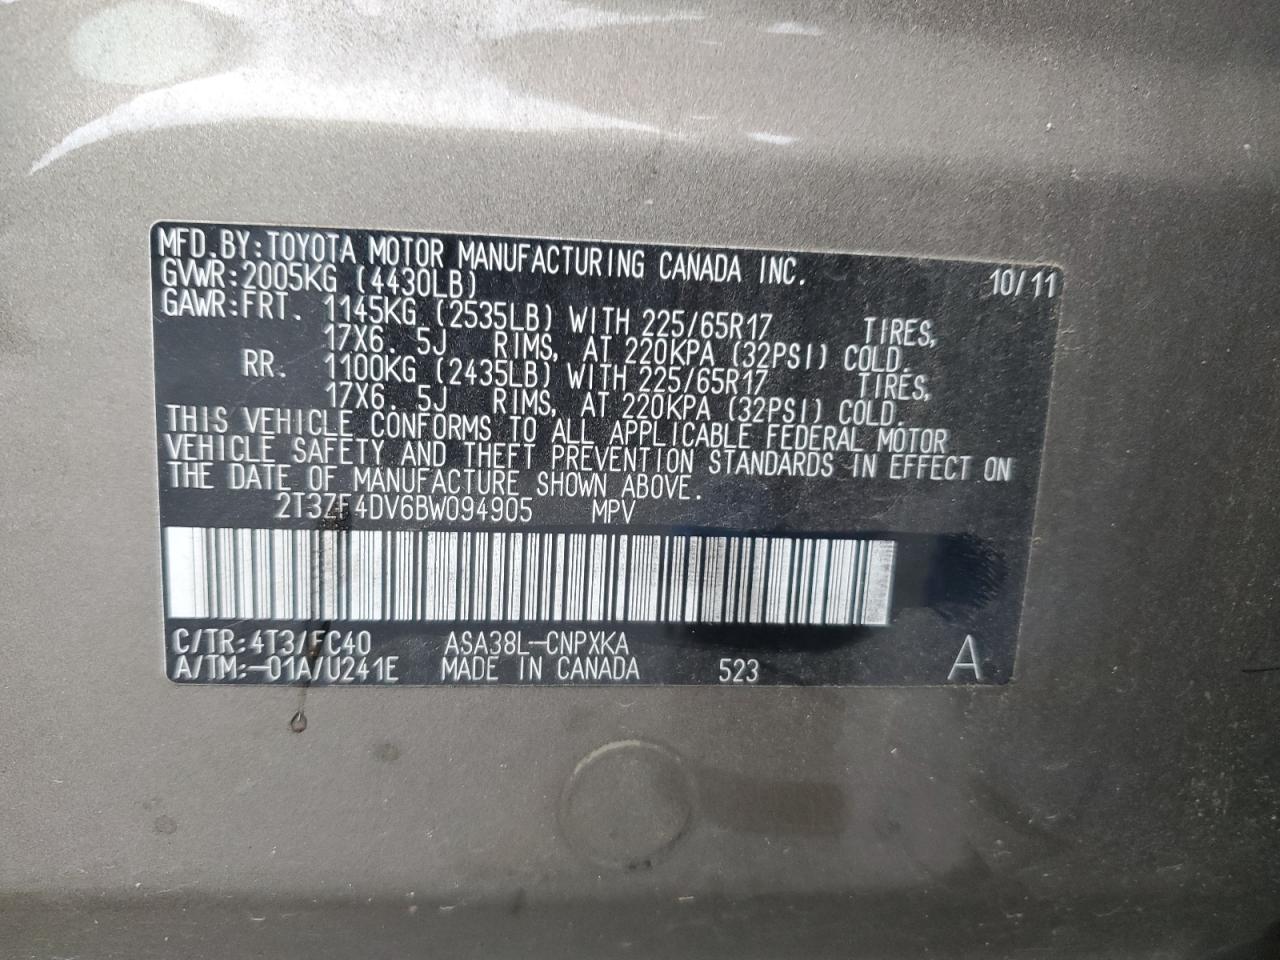 MFD.BY:TOYOTA MOTOR MANUFACTURING CANADA INC. 10/11
GVWR:2005KG (4430LB)
GAWR:FRT. 1145KG (2535LB) WITH 225/65R17 TIRES,
17X6.5J RIMS, AT 220KPA (32PSI) COLD.
RR. 1100KG (2435LB) WITH 225/65R17 TIRES,
17X6.5J RIMS, AT 220KPA (32PSI) COLD.
THIS VEHICLE CONFORMS TO ALL APPLICABLE FEDERAL MOTOR
VEHICLE SAFETY AND THEFT PREVENTION STANDARDS IN EFFECT ON
THE DATE OF MANUFACTURE SHOWN ABOVE.
2T3ZF4DV6BW094905 MPV
C/TR:4T3/FC40 ASA38L-CNPXKA
A/TM:-01A/U241E MADE IN CANADA 523 A